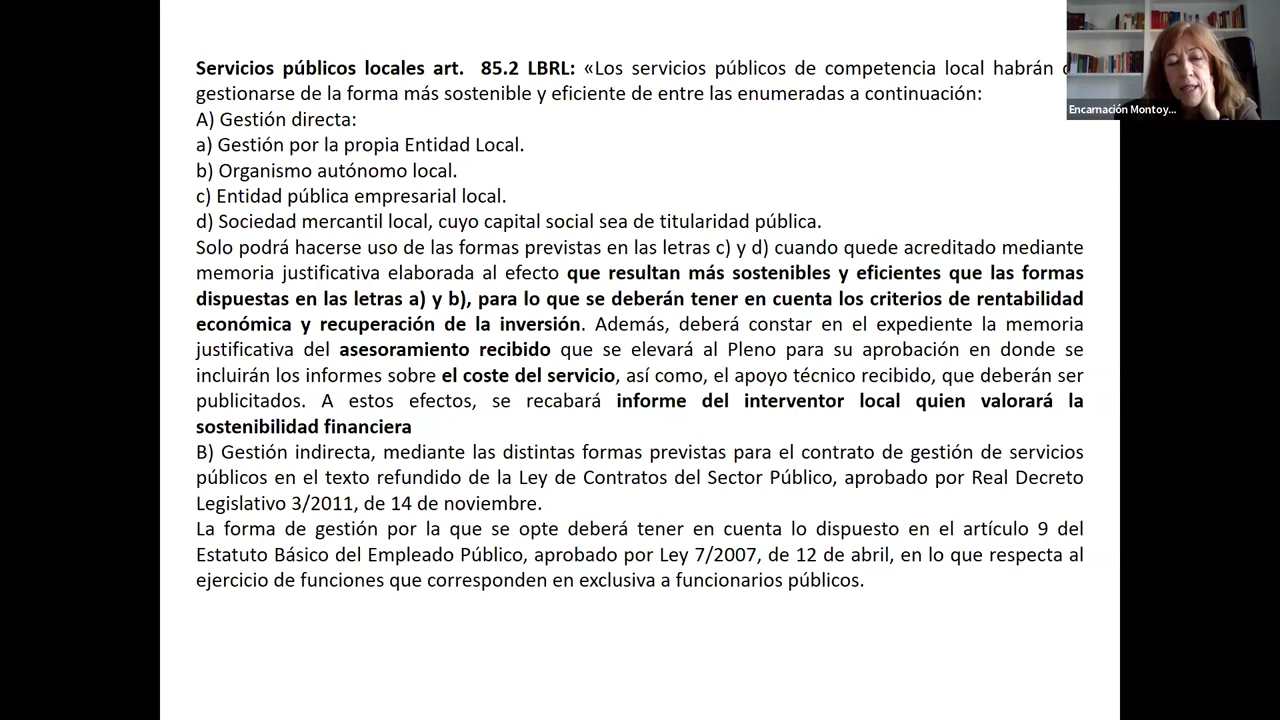 Servicios públicos locales art. 85.2 LBRL: «Los servicios públicos de competencia local habrán
gestionarse de la forma más sostenible y eficiente de entre las enumeradas a continuación:
A) Gestión directa:
a) Gestión por la propia Entidad Local.
b) Organismo autónomo local.
c) Entidad pública empresarial local.
d) Sociedad mercantil local, cuyo capital social sea de titularidad pública.
Solo podrá hacerse uso de las formas previstas en las letras c) y d) cuando quede acreditado mediante
memoria justificativa elaborada al efecto que resultan más sostenibles y eficientes que las formas
dispuestas en las letras a) y b), para lo que se deberán tener en cuenta los criterios de rentabilidad
económica y recuperación de la inversión. Además, deberá constar en el expediente la memoria
justificativa del asesoramiento recibido que se elevará al Pleno para su aprobación en donde se
incluirán los informes sobre el coste del servicio, así como, el apoyo técnico recibido, que deberán ser
publicitados. A estos efectos, se recabará informe del interventor local quien valorará la
sostenibilidad financiera
B) Gestión indirecta, mediante las distintas formas previstas para el contrato de gestión de servicios
públicos en el texto refundido de la Ley de Contratos del Sector Público, aprobado por Real Decreto
Legislativo 3/2011, de 14 de noviembre.
La forma de gestión por la que se opte deberá tener en cuenta lo dispuesto en el artículo 9 del
Estatuto Básico del Empleado Público, aprobado por Ley 7/2007, de 12 de abril, en lo que respecta al
ejercicio de funciones que corresponden en exclusiva a funcionarios públicos.
Encarnación Montoy...